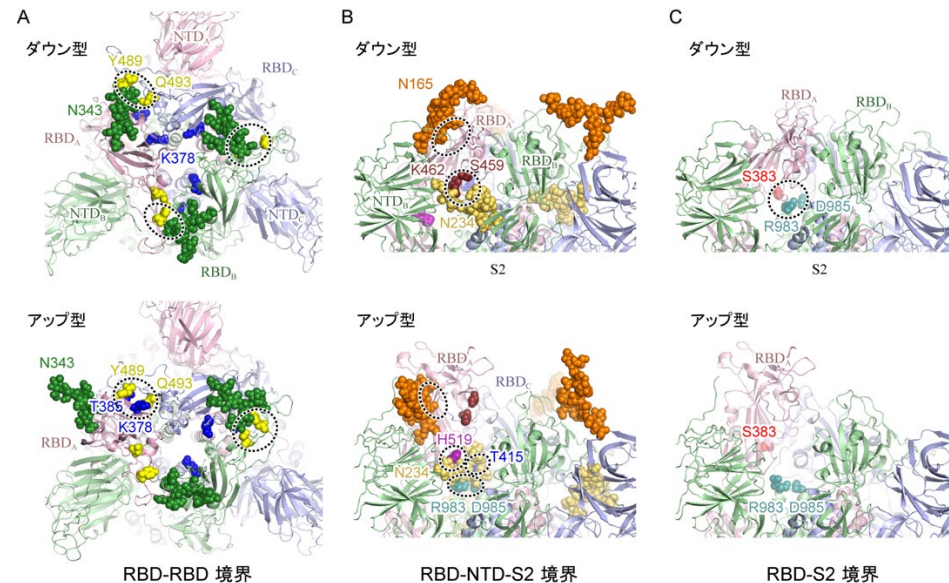 A
ダウン型
NTDA
Y489
Q493
RBDC
N343
RBDA
K378
NTDB
NTDC
RBDB
B
ダウン型
N165
RBD
K462
S459
RBDB
NTDB
N234
S2
C
ダウン型
RBDA
RBDB
S383
D985
R983
S2
アップ型
Y489
N343
Q493
T385
K378
RBDA
RBD-RBD 境界
アップ型
RBDA
RBDC
H519
T415
N234
R983 D985
RBD-NTD-S2 境界
アップ型
RBDA
S383
R983 D985
RBD-S2 境界